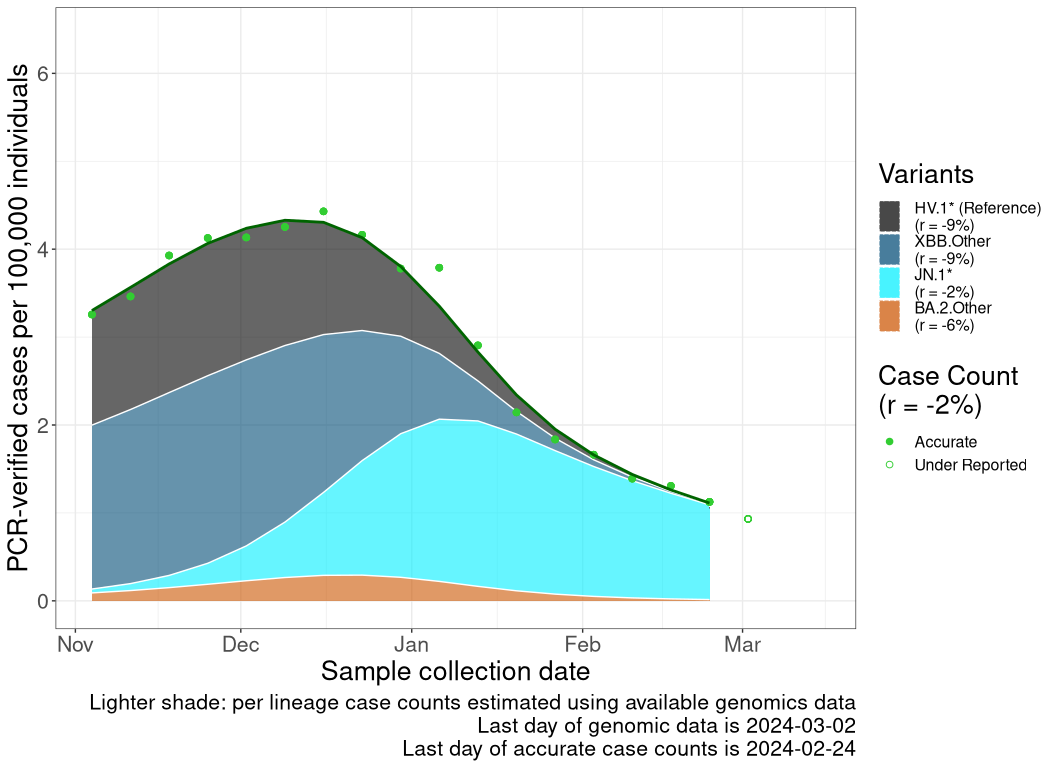 PCR-verified cases per 100,000 individuals
6
4
2
0
Nov
Dec
Jan
Feb
Mar
Sample collection date
Lighter shade: per lineage case counts estimated using available genomics data
Last day of genomic data is 2024-03-02
Last day of accurate case counts is 2024-02-24
Variants
HV.1* (Reference)
(r = -9%)
XBB.Other
(r = -9%)
JN.1*
(r = -2%)
BA.2.Other
(r = -6%)
Case Count
(r = -2%)
Accurate
Under Reported